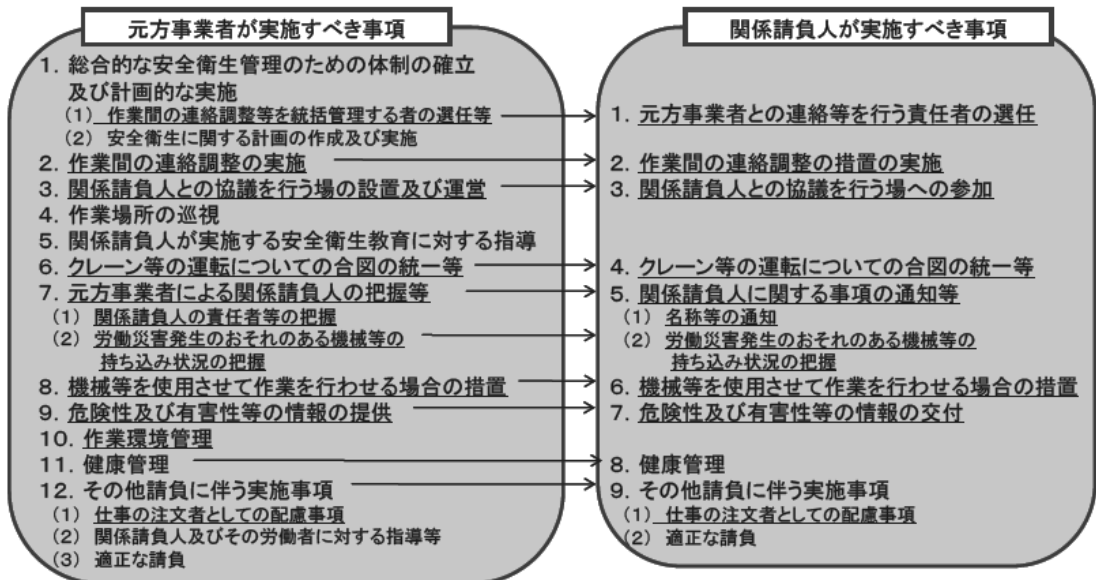 元方事業者が実施すべき事項
1. 総合的な安全衛生管理のための体制の確立
及び計画的な実施
(1) 作業間の連絡調整等を統括管理する者の選任等
(2) 安全衛生に関する計画の作成及び実施
2. 作業間の連絡調整の実施
3. 関係請負人との協議を行う場の設置及び運営
4. 作業場所の巡視
5. 関係請負人が実施する安全衛生教育に対する指導
6. クレーン等の運転についての合図の統一等
7. 元方事業者による関係請負人の把握等
(1) 関係請負人の責任者等の把握
(2) 労働災害発生のおそれのある機械等の
持ち込み状況の把握
8. 機械等を使用させて作業を行わせる場合の措置
9. 危険性及び有害性等の情報の提供
10. 作業環境管理
11. 健康管理
12. その他請負に伴う実施事項
(1) 仕事の注文者としての配慮事項
(2) 関係請負人及びその労働者に対する指導等
(3) 適正な請負
関係請負人が実施すべき事項
1. 元方事業者との連絡等を行う責任者の選任
2. 作業間の連絡調整の措置の実施
3. 関係請負人との協議を行う場への参加
4. クレーン等の運転についての合図の統一等
5. 関係請負人に関する事項の通知等
(1) 名称等の通知
(2) 労働災害発生のおそれのある機械等の
持ち込み状況の把握
6. 機械等を使用させて作業を行わせる場合の措置
7. 危険性及び有害性等の情報の交付
8. 健康管理
9. その他請負に伴う実施事項
(1) 仕事の注文者としての配慮事項
(2) 適正な請負